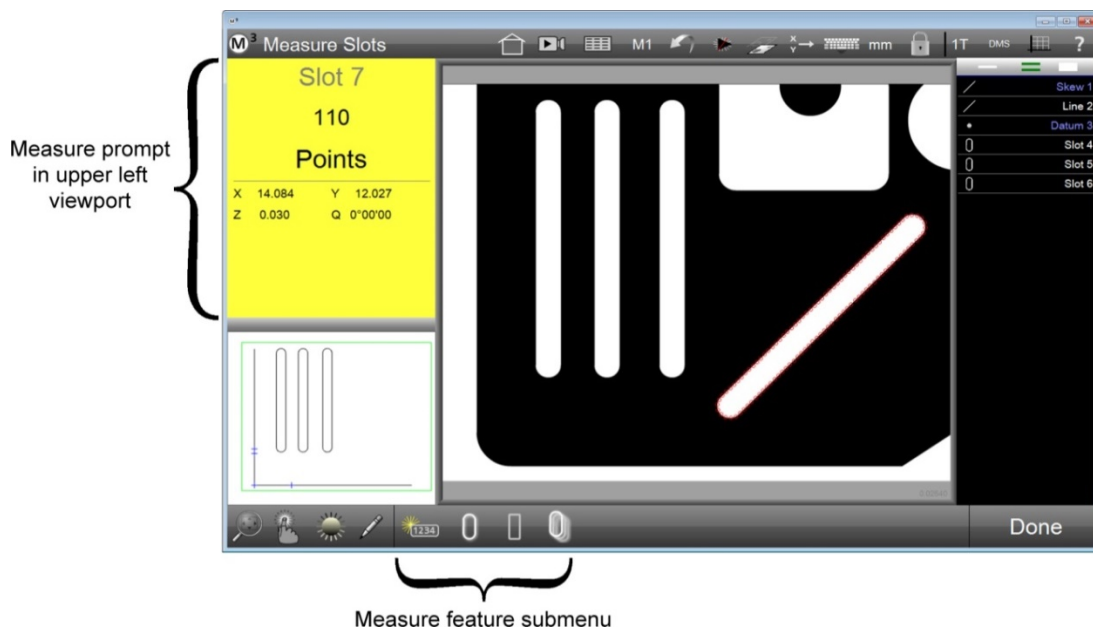 M3 Measure Slots M1 X Y mm 1T DMS ?
Slot 7
110
Points
X 14.084 Y 12.027
Z 0.030 Q 0°00'00
Measure prompt
in upper left
viewport
Skew 1
Line 2
Datum 3
Slot 4
Slot 5
Slot 6
1234
Done
Measure feature submenu